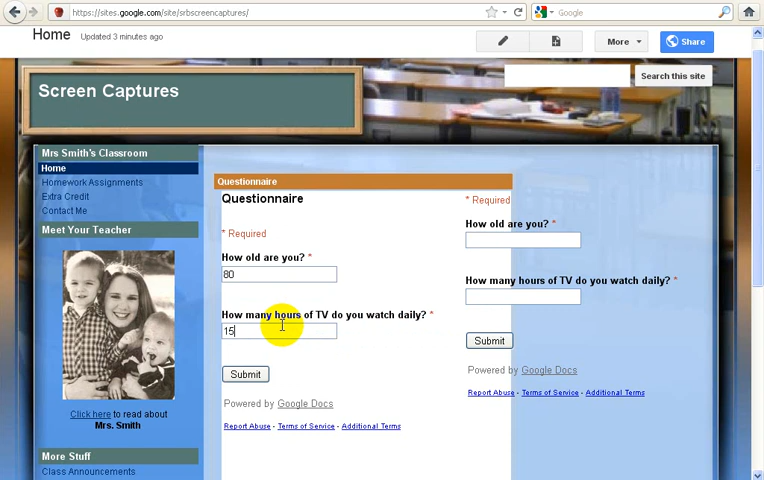 https://sites.google.com/site/srbscreencaptures/
Google
Home Updated 3 minutes ago
More
Share
Screen Captures
Search this site
Mrs Smith's Classroom
Home
Homework Assignments
Extra Credit
Contact Me
Meet Your Teacher
Click here to read about
Mrs. Smith
More Stuff
Class Announcements
Questionnaire
Questionnaire
* Required
How old are you? *
80
How many hours of TV do you watch daily? *
15
Submit
Powered by Google Docs
Report Abuse - Terms of Service - Additional Terms
* Required
How old are you? *
How many hours of TV do you watch daily? *
Submit
Powered by Google Docs
Report Abuse - Terms of Service - Additional Terms